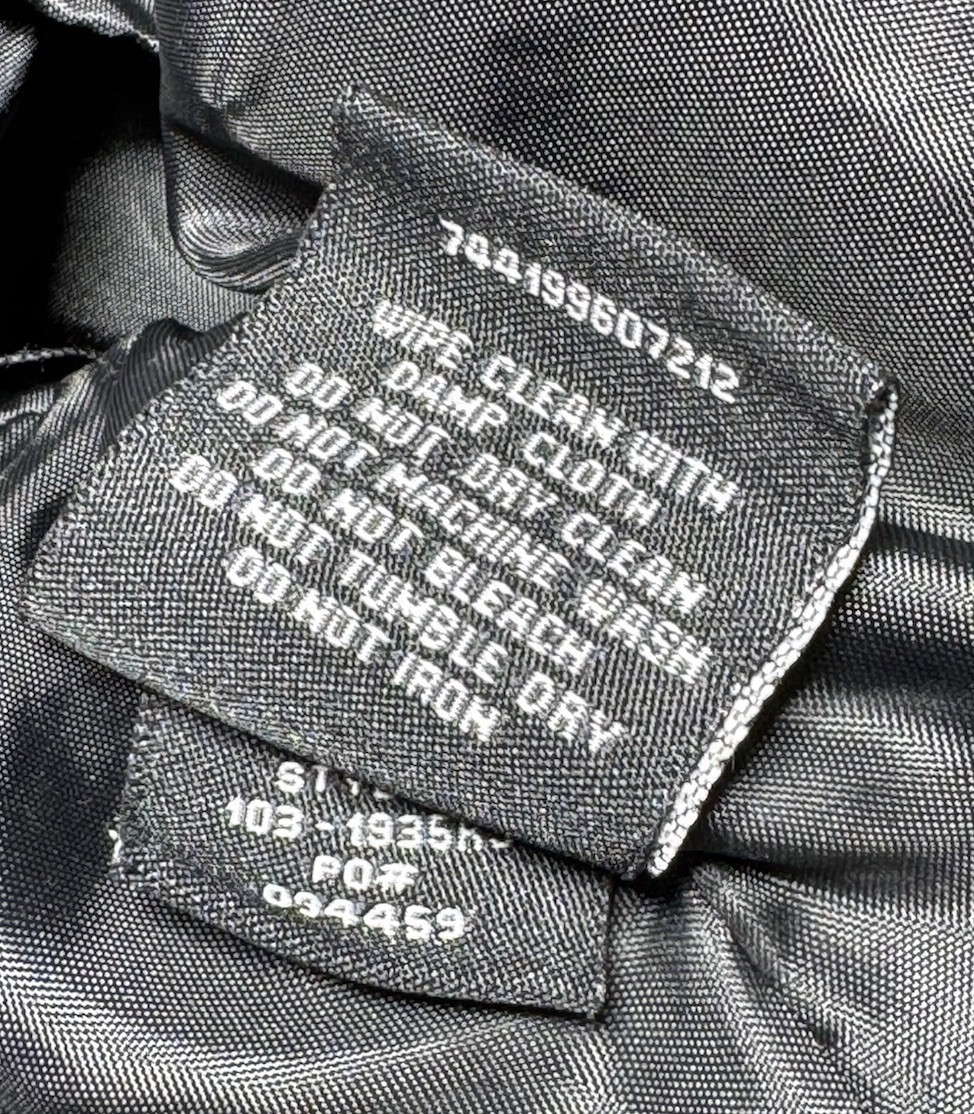 794199607212
WIPE CLEAN WITH
DAMP CLOTH
DO NOT DRY CLEAN
DO NOT MACHINE WASH
DO NOT BLEACH
DO NOT TUMBLE DRY
DO NOT IRON
PO#